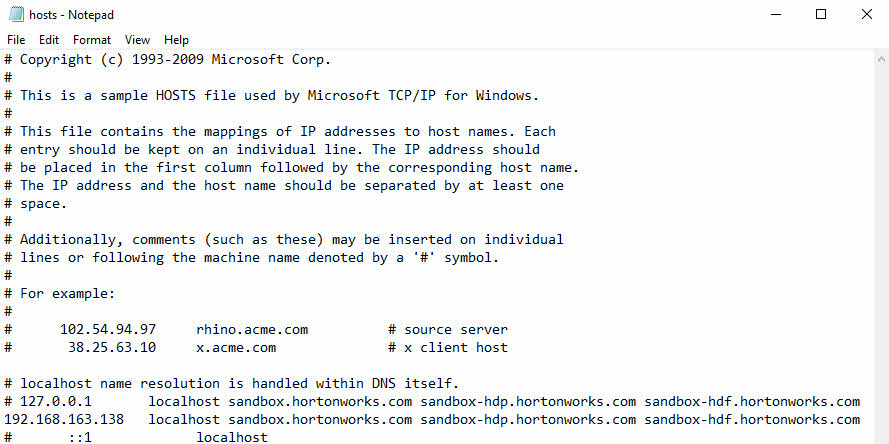 hosts - Notepad
File Edit Format View Help
# Copyright (c) 1993-2009 Microsoft Corp.
#
# This is a sample HOSTS file used by Microsoft TCP/IP for Windows.
#
# This file contains the mappings of IP addresses to host names. Each
# entry should be kept on an individual line. The IP address should
# be placed in the first column followed by the corresponding host name.
# The IP address and the host name should be separated by at least one
# space.
#
# Additionally, comments (such as these) may be inserted on individual
# lines or following the machine name denoted by a '#' symbol.
#
# For example:
#
#      102.54.94.97     rhino.acme.com          # source server
#       38.25.63.10     x.acme.com              # x client host

# localhost name resolution is handled within DNS itself.
# 127.0.0.1       localhost sandbox.hortonworks.com sandbox-hdp.hortonworks.com sandbox-hdf.hortonworks.com
192.168.163.138   localhost sandbox.hortonworks.com sandbox-hdp.hortonworks.com sandbox-hdf.hortonworks.com
#       ::1             localhost